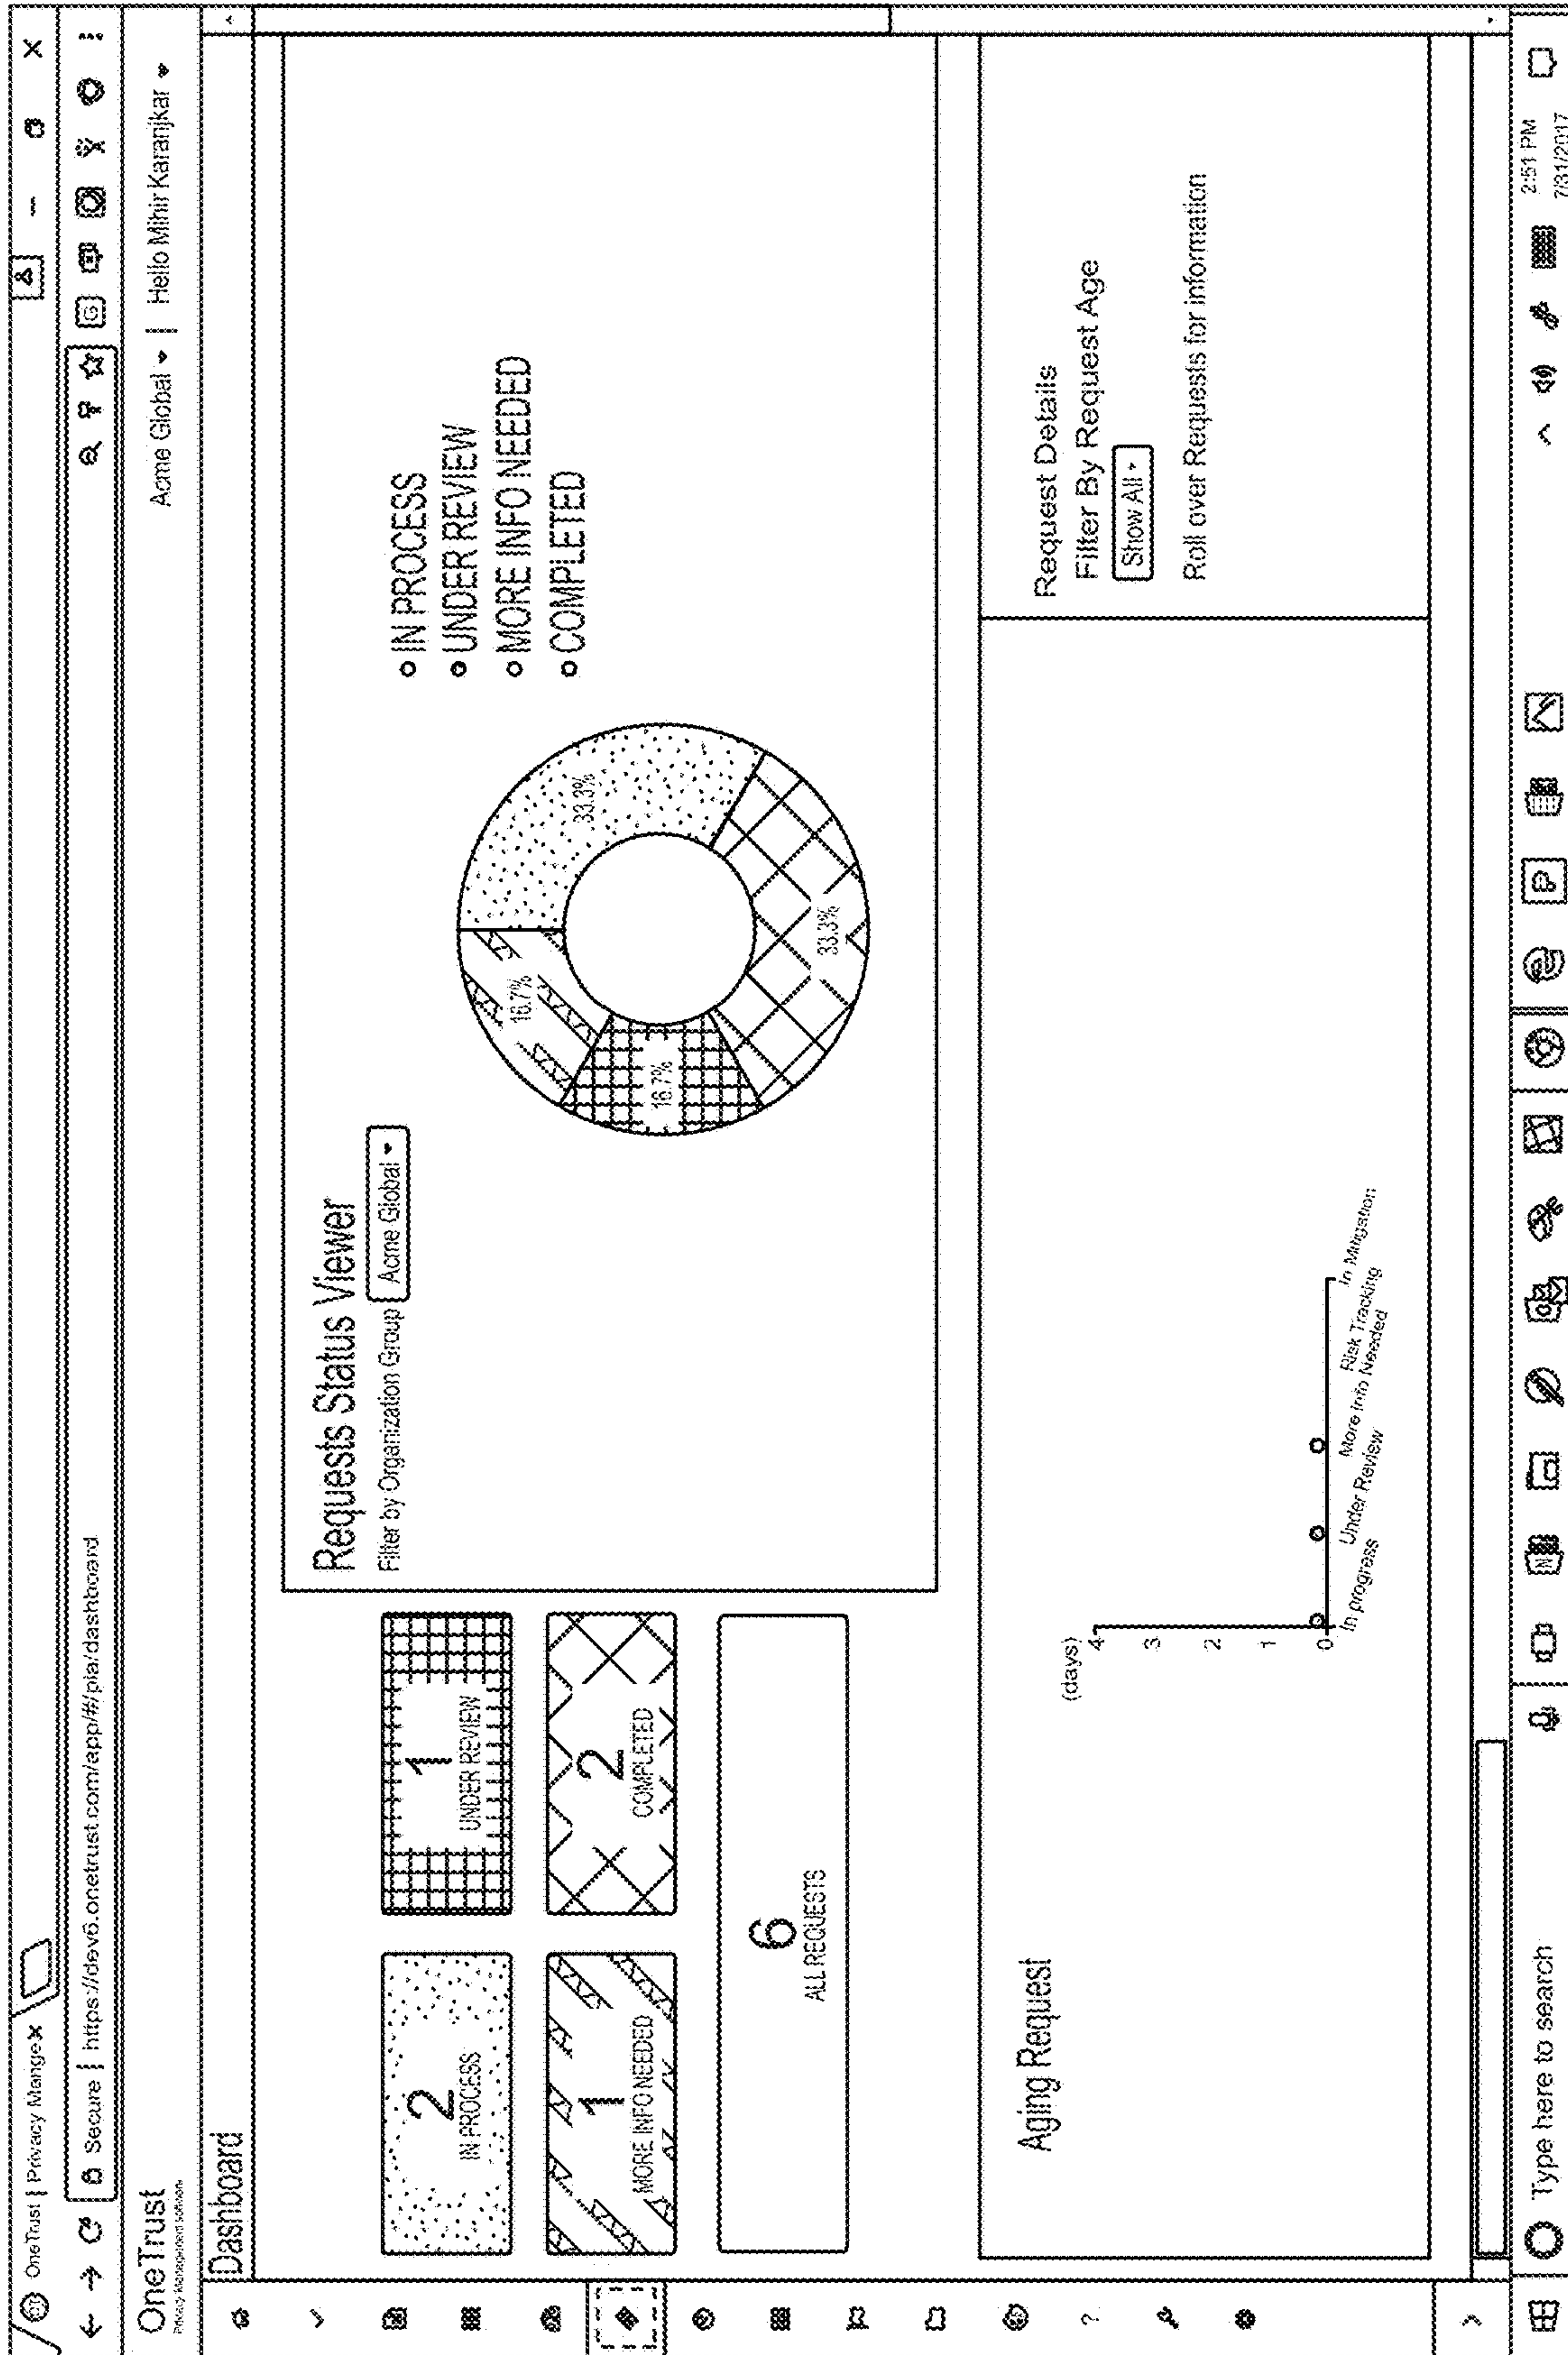 OneTrust | Privacy Mange ×
Secure | https://dev6.onetrust.com/app/#/pia/dashboard
OneTrust
Privacy Management software
Acme Global | Hello Mihir Karanjkar
Dashboard
2
IN PROCESS
1
UNDER REVIEW
1
MORE INFO NEEDED
2
COMPLETED
6
ALL REQUESTS
Requests Status Viewer
Filter by Organization Group Acme Global
33.3%
33.3%
16.7%
16.7%
IN PROCESS
UNDER REVIEW
MORE INFO NEEDED
COMPLETED
Aging Request
(days)
4
3
2
1
0
In progress
Under Review
More Info Needed
Risk Tracking
In Mitigation
Request Details
Filter By Request Age
Show All
Roll over Requests for information
Type here to search
2:51 PM
7/31/2017